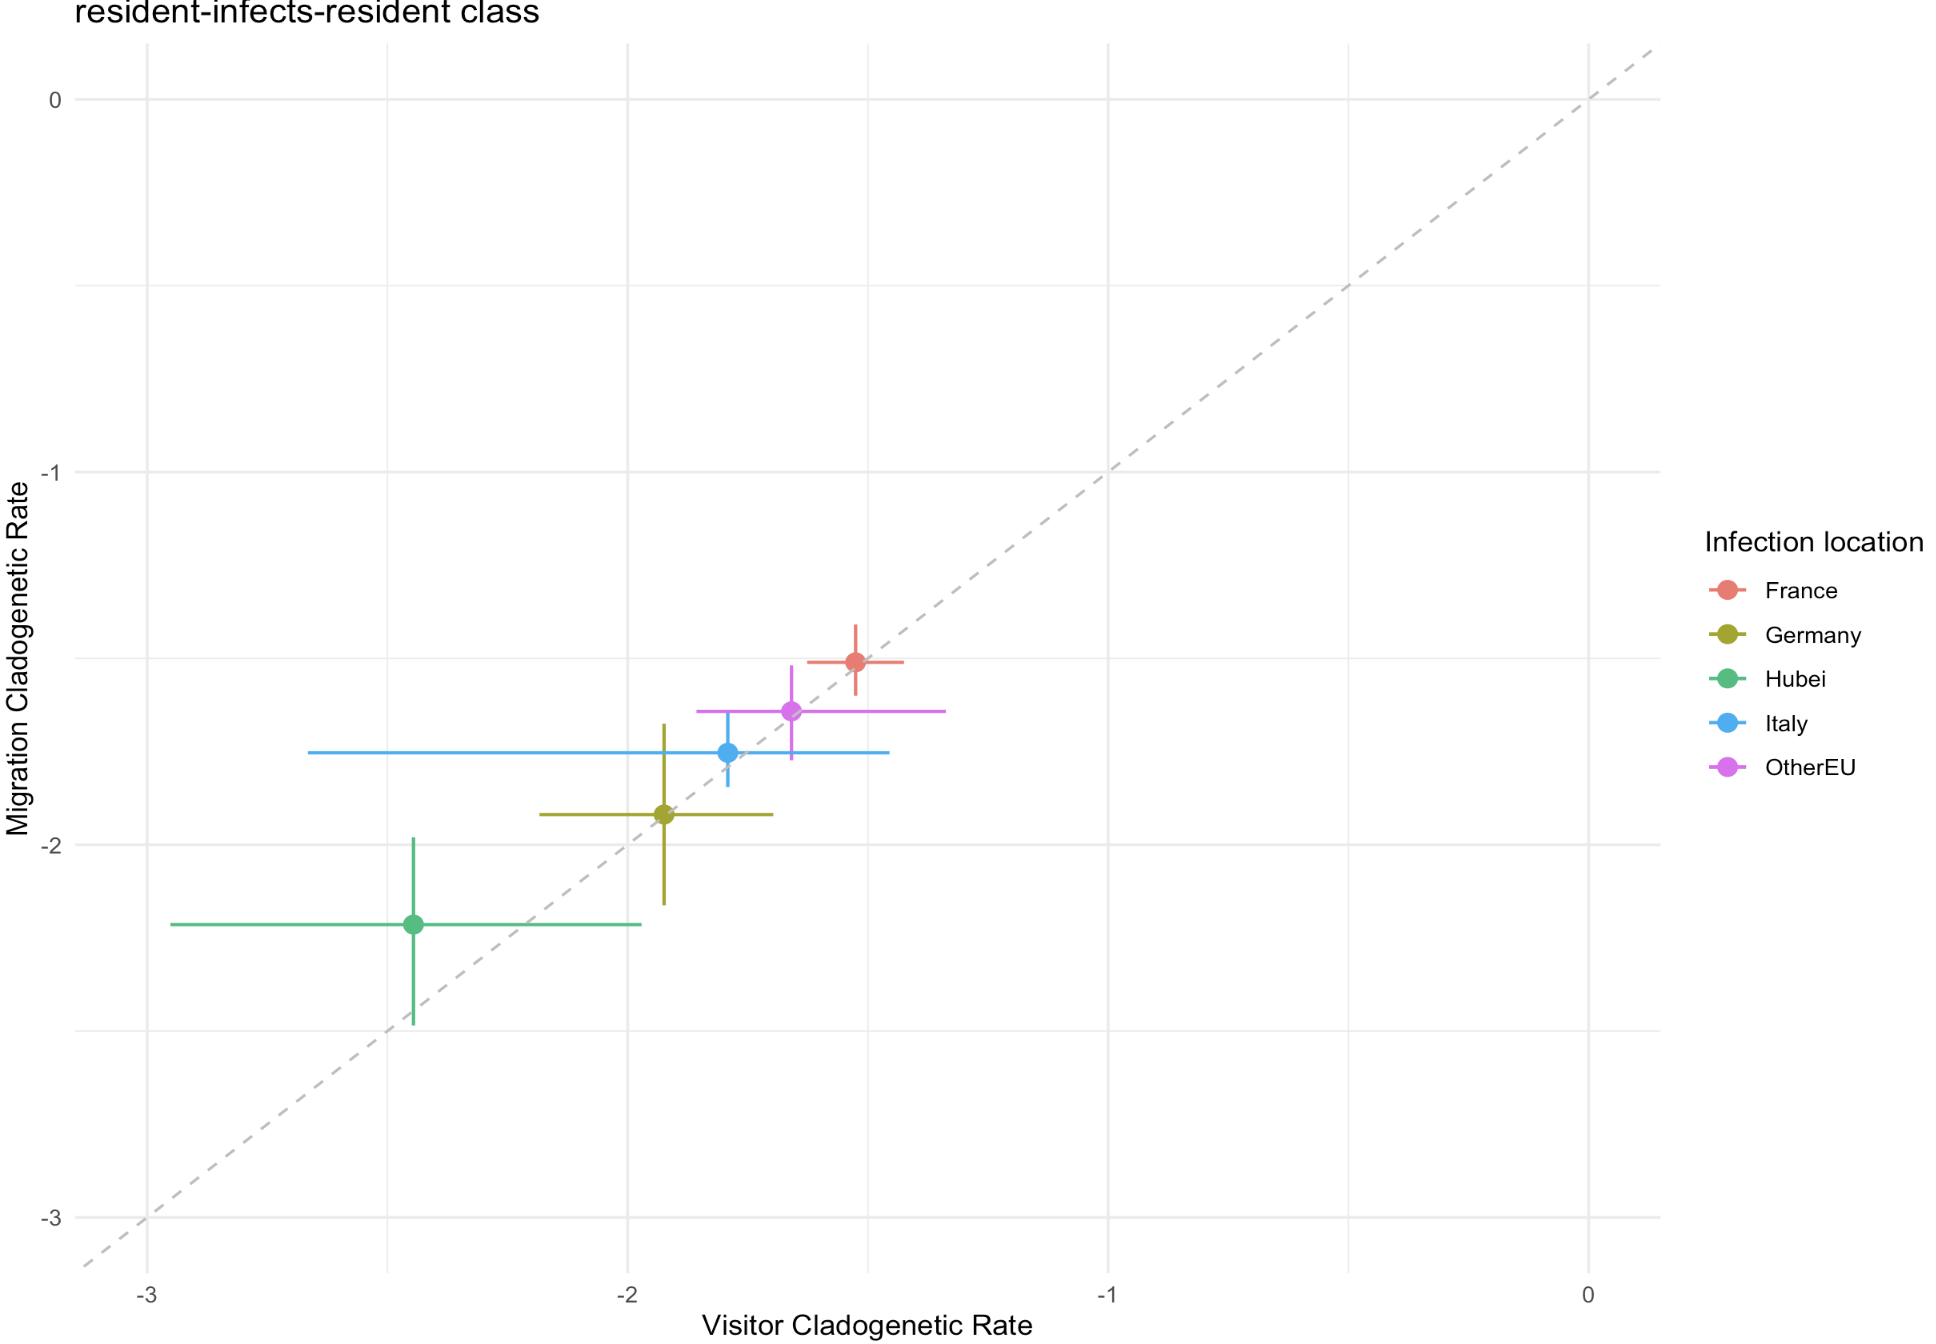 resident-infects-resident class
0
-1
-2
-3
Migration Cladogenetic Rate
-3
-2
-1
0
Visitor Cladogenetic Rate
Infection location
France
Germany
Hubei
Italy
OtherEU